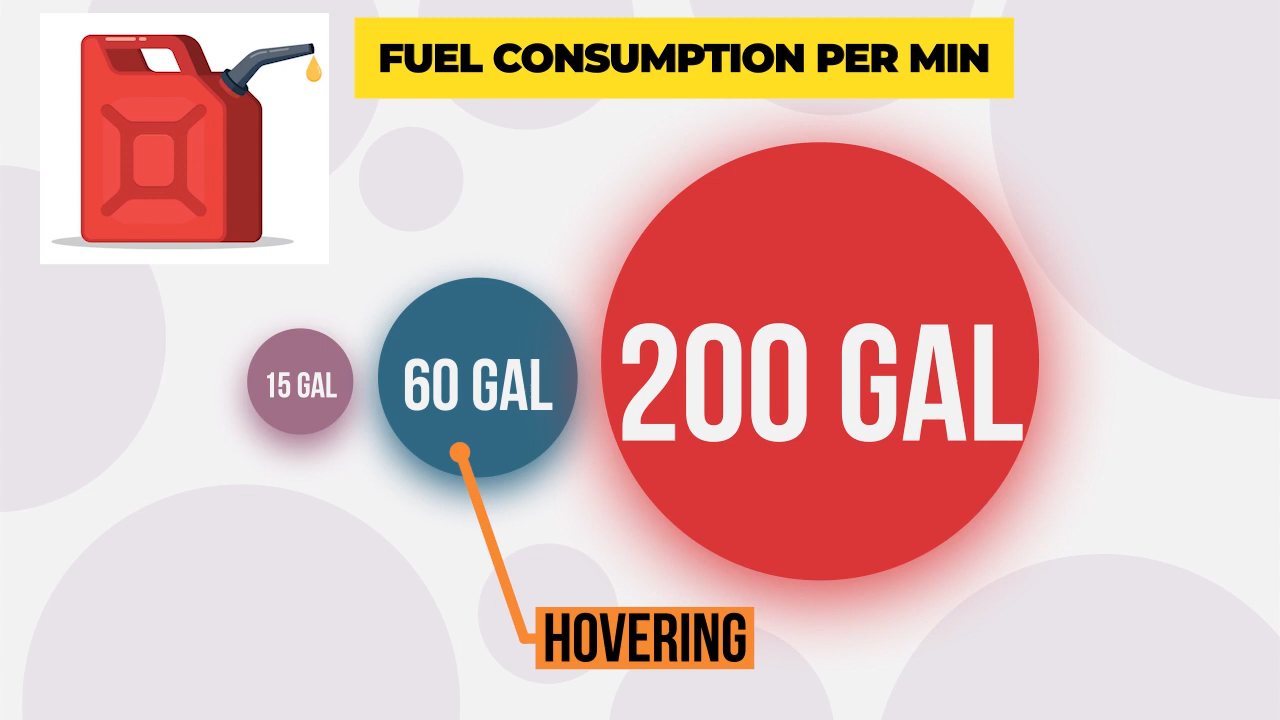 FUEL CONSUMPTION PER MIN
15 GAL
60 GAL
200 GAL
HOVERING